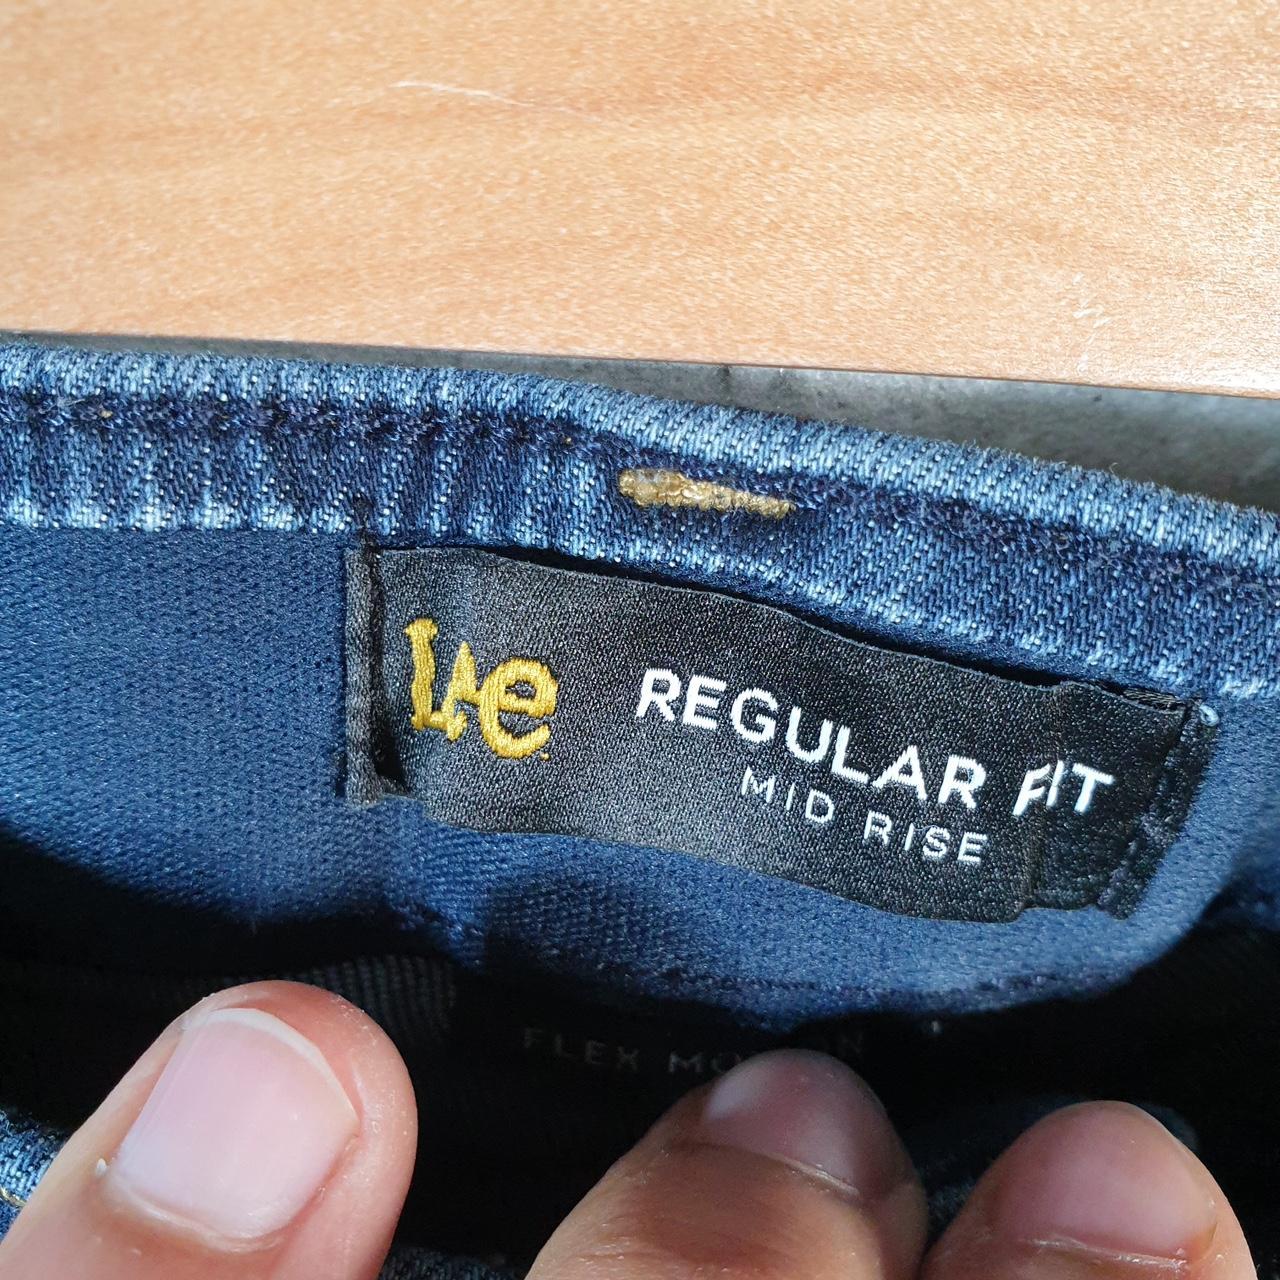 Lee
REGULAR FIT
MID RISE
FLEX